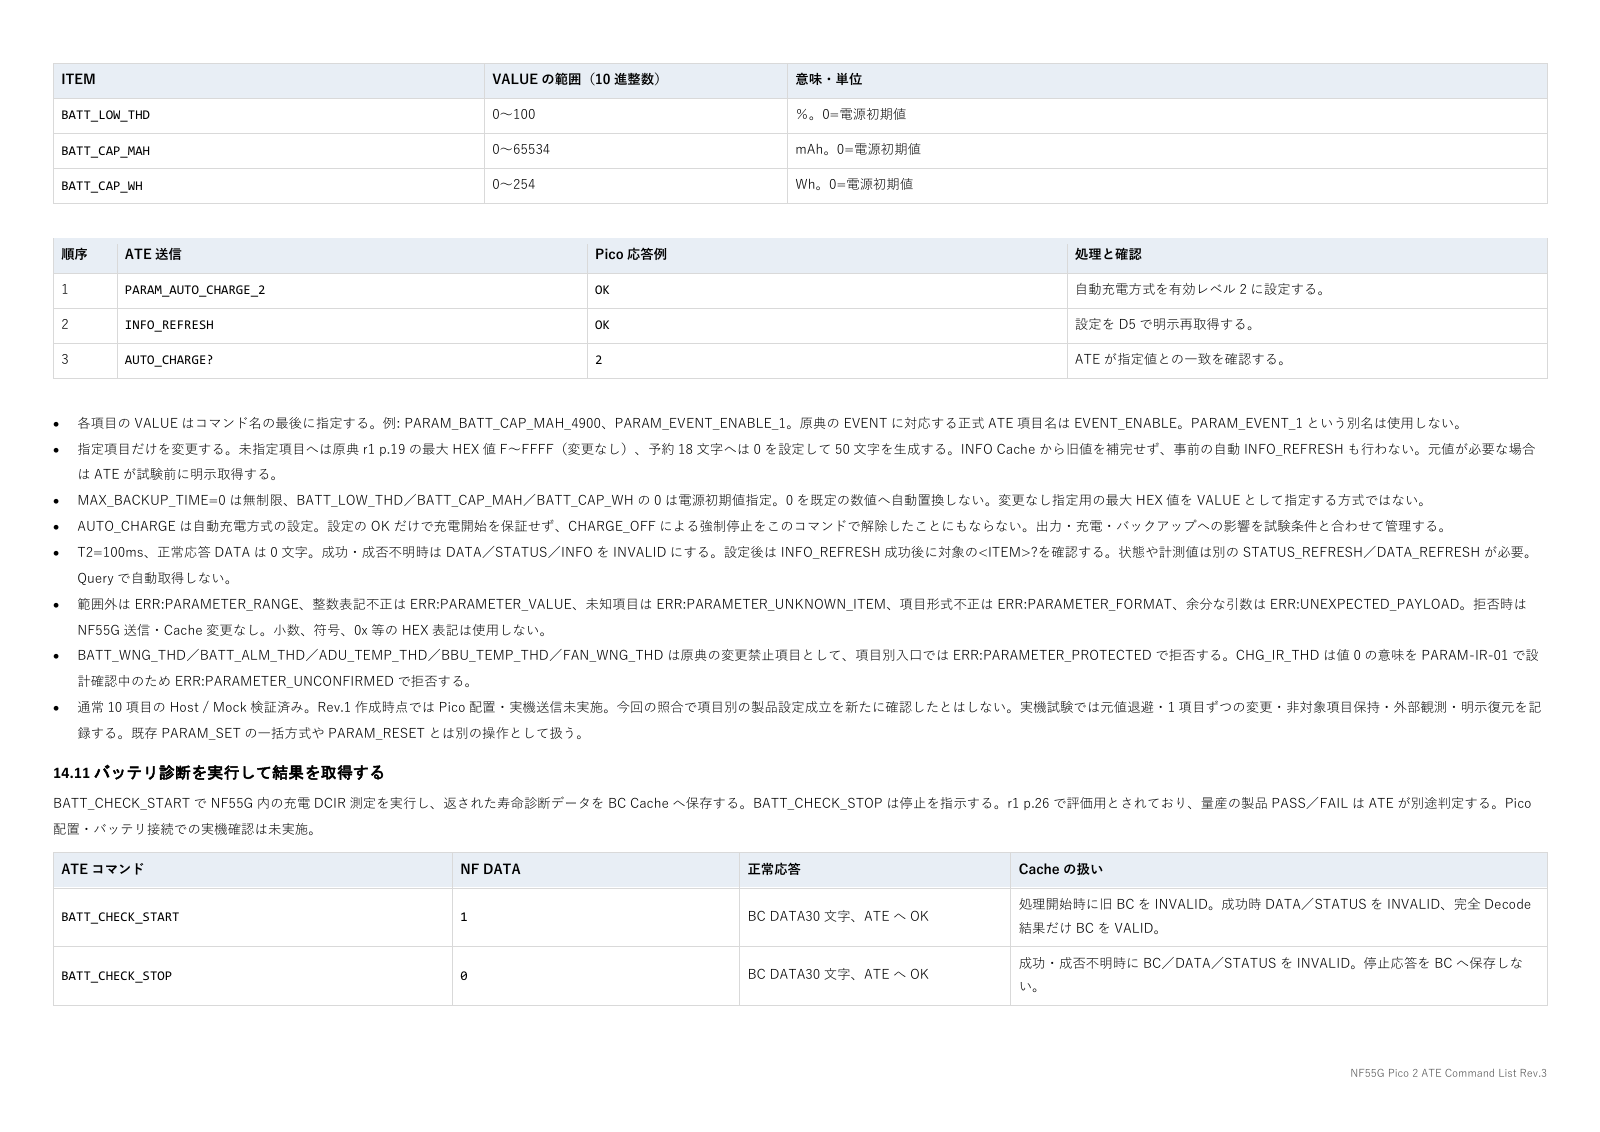 ITEM VALUE の範囲（10 進整数） 意味・単位
BATT_LOW_THD 0～100 %。0=電源初期値
BATT_CAP_MAH 0～65534 mAh。0=電源初期値
BATT_CAP_WH 0～254 Wh。0=電源初期値
順序 ATE 送信 Pico 応答例 処理と確認
1 PARAM_AUTO_CHARGE_2 OK 自動充電方式を有効レベル 2 に設定する。
2 INFO_REFRESH OK 設定を D5 で明示再取得する。
3 AUTO_CHARGE? 2 ATE が指定値との一致を確認する。
• 各項目の VALUE はコマンド名の最後に指定する。例: PARAM_BATT_CAP_MAH_4900、PARAM_EVENT_ENABLE_1。原典の EVENT に対応する正式 ATE 項目名は EVENT_ENABLE。PARAM_EVENT_1 という別名は使用しない。
• 指定項目だけを変更する。未指定項目へは原典 r1 p.19 の最大 HEX 値 F～FFFF（変更なし）、予約 18 文字へは 0 を設定して 50 文字を生成する。INFO Cache から旧値を補完せず、事前の自動 INFO_REFRESH も行わない。元値が必要な場合
は ATE が試験前に明示取得する。
• MAX_BACKUP_TIME=0 は無制限、BATT_LOW_THD／BATT_CAP_MAH／BATT_CAP_WH の 0 は電源初期値指定。0 を既定の数値へ自動置換しない。変更なし指定用の最大 HEX 値を VALUE として指定する方式ではない。
• AUTO_CHARGE は自動充電方式の設定。設定の OK だけで充電開始を保証せず、CHARGE_OFF による強制停止をこのコマンドで解除したことにもならない。出力・充電・バックアップへの影響を試験条件と合わせて管理する。
• T2=100ms、正常応答 DATA は 0 文字。成功・成否不明時は DATA／STATUS／INFO を INVALID にする。設定後は INFO_REFRESH 成功後に対象の<ITEM>?を確認する。状態や計測値は別の STATUS_REFRESH／DATA_REFRESH が必要。
Query で自動取得しない。
• 範囲外は ERR:PARAMETER_RANGE、整数表記不正は ERR:PARAMETER_VALUE、未知項目は ERR:PARAMETER_UNKNOWN_ITEM、項目形式不正は ERR:PARAMETER_FORMAT、余分な引数は ERR:UNEXPECTED_PAYLOAD。拒否時は
NF55G 送信・Cache 変更なし。小数、符号、0x 等の HEX 表記は使用しない。
• BATT_WNG_THD／BATT_ALM_THD／ADU_TEMP_THD／BBU_TEMP_THD／FAN_WNG_THD は原典の変更禁止項目として、項目別入口では ERR:PARAMETER_PROTECTED で拒否する。CHG_IR_THD は値 0 の意味を PARAM-IR-01 で設
計確認中のため ERR:PARAMETER_UNCONFIRMED で拒否する。
• 通常 10 項目の Host / Mock 検証済み。Rev.1 作成時点では Pico 配置・実機送信未実施。今回の照合で項目別の製品設定成立を新たに確認したとはしない。実機試験では元値退避・1 項目ずつの変更・非対象項目保持・外部観測・明示復元を記
録する。既存 PARAM_SET の一括方式や PARAM_RESET とは別の操作として扱う。
14.11 バッテリ診断を実行して結果を取得する
BATT_CHECK_START で NF55G 内の充電 DCIR 測定を実行し、返された寿命診断データを BC Cache へ保存する。BATT_CHECK_STOP は停止を指示する。r1 p.26 で評価用とされており、量産の製品 PASS／FAIL は ATE が別途判定する。Pico
配置・バッテリ接続での実機確認は未実施。
ATE コマンド NF DATA 正常応答 Cache の扱い
BATT_CHECK_START 1 BC DATA30 文字、ATE へ OK 処理開始時に旧 BC を INVALID。成功時 DATA／STATUS を INVALID、完全 Decode
結果だけ BC を VALID。
BATT_CHECK_STOP 0 BC DATA30 文字、ATE へ OK 成功・成否不明時に BC／DATA／STATUS を INVALID。停止応答を BC へ保存しな
い。
NF55G Pico 2 ATE Command List Rev.3